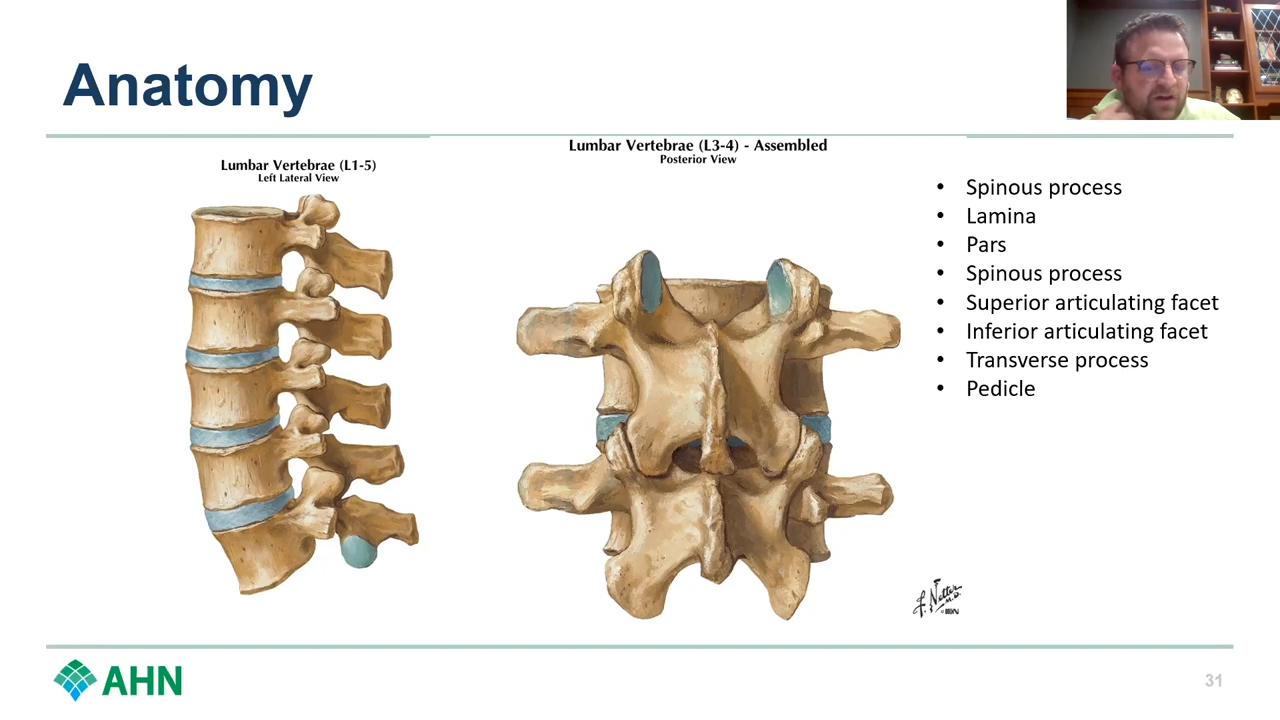 Anatomy
Lumbar Vertebrae (L1-5)
Left Lateral View
Lumbar Vertebrae (L3-4) - Assembled
Posterior View
• Spinous process
• Lamina
• Pars
• Spinous process
• Superior articulating facet
• Inferior articulating facet
• Transverse process
• Pedicle
F. Netter
M.D.
AHN
31